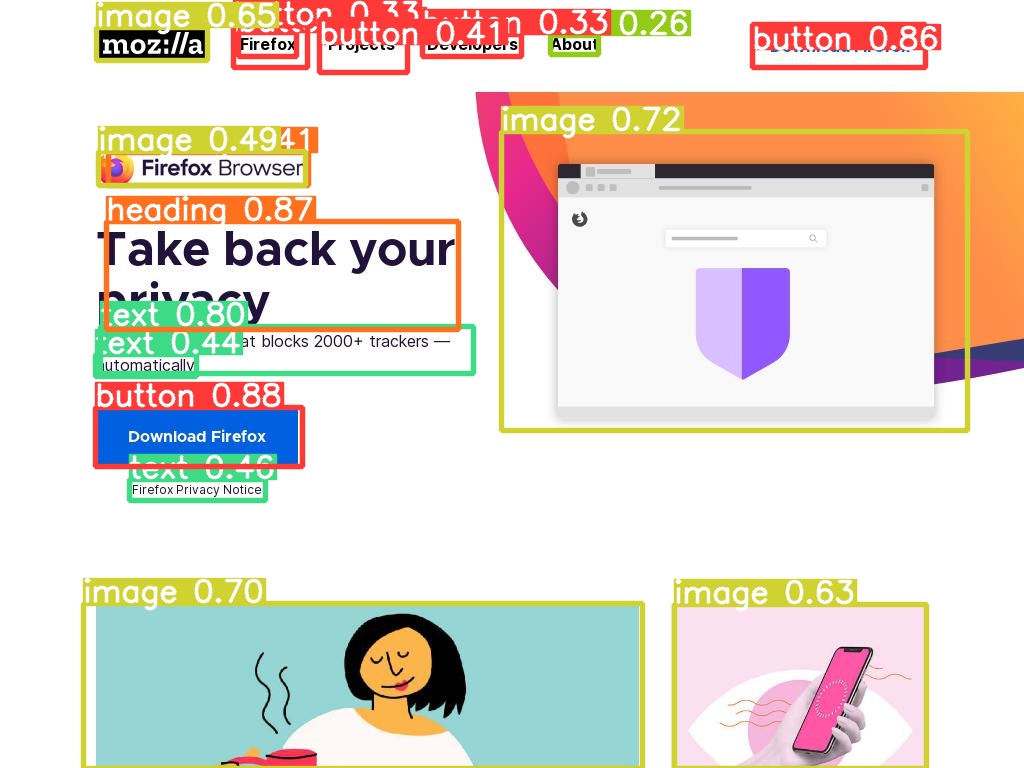 image 0.65
button 0.33
button 0.41
button 0.33
0.26
button 0.86
moz://a
Firefox
Projects
Developers
About
Download Firefox
image 0.49
41
image 0.72
Firefox Browser
heading 0.87
Take back your
privacy
text 0.80
text 0.44
at blocks 2000+ trackers —
automatically
button 0.88
Download Firefox
text 0.46
Firefox Privacy Notice
image 0.70
image 0.63